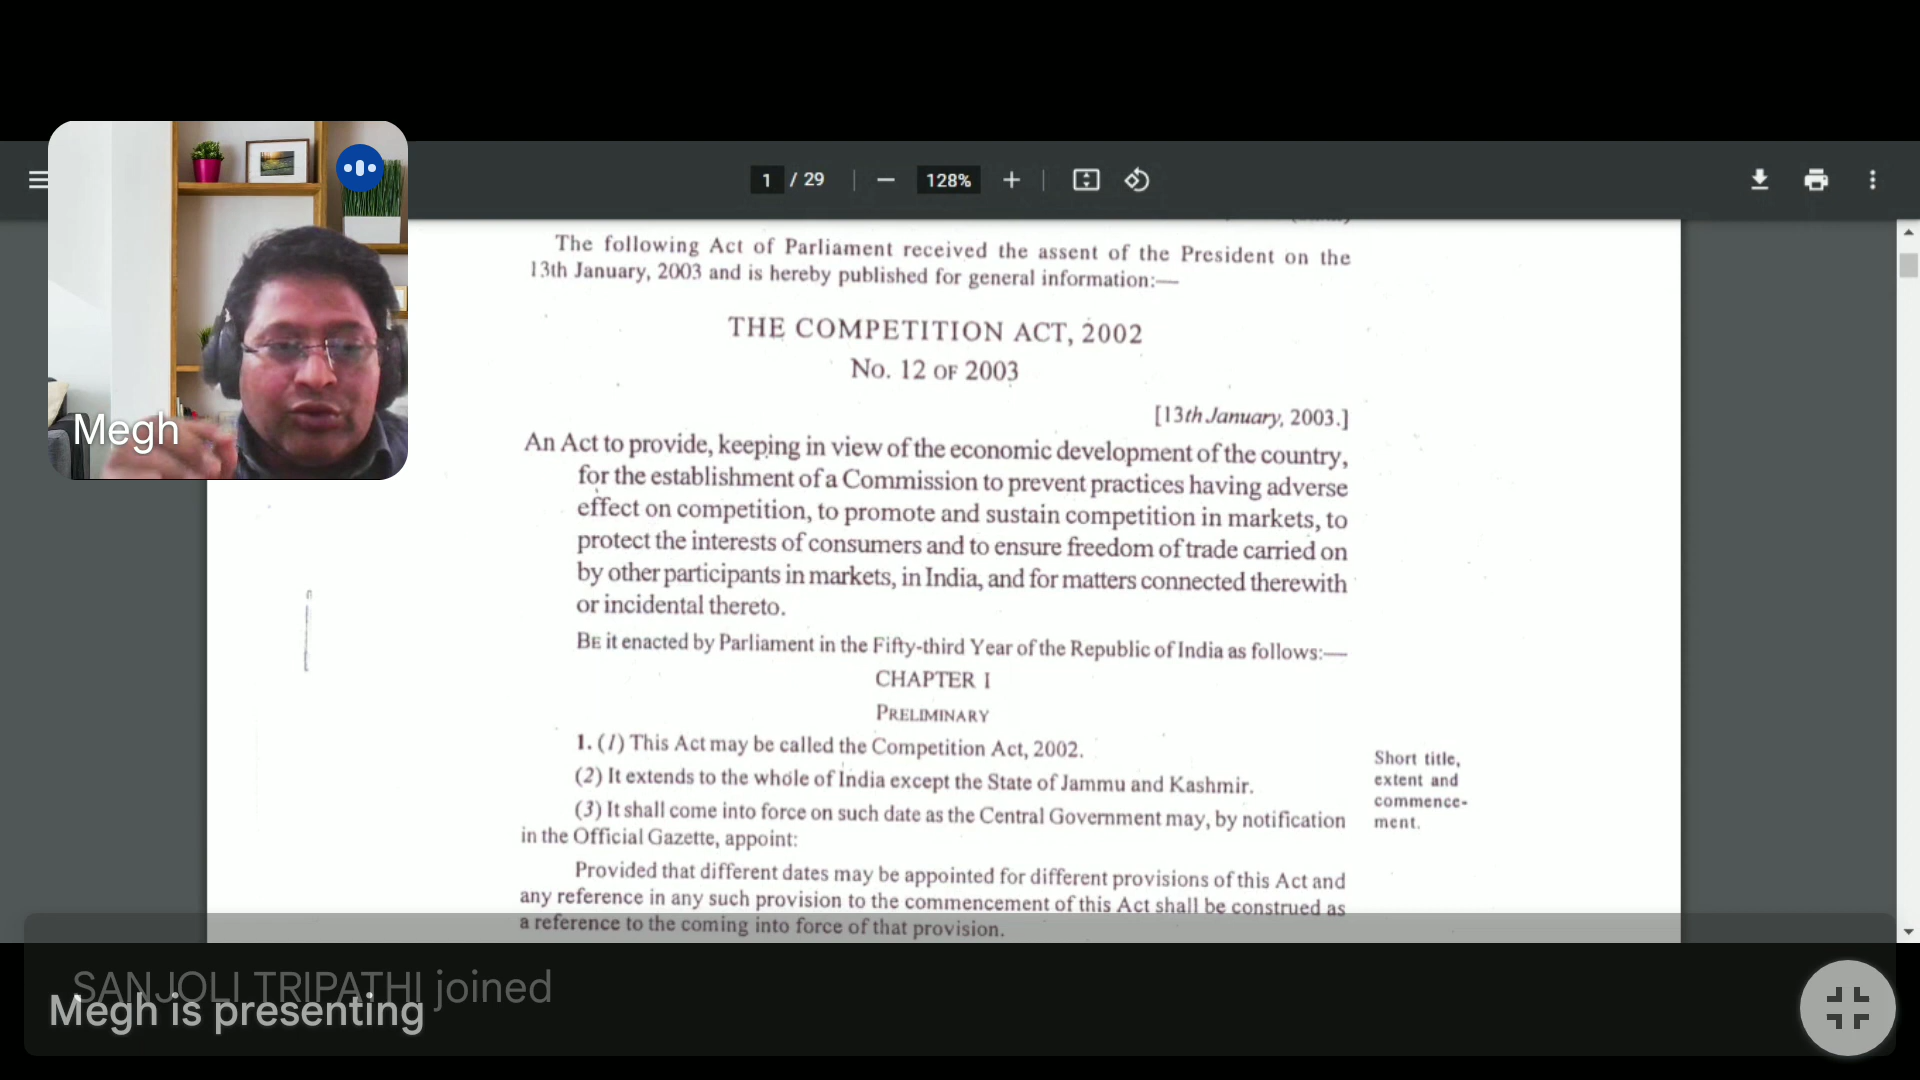 1 / 29
128%
The following Act of Parliament received the assent of the President on the
13th January, 2003 and is hereby published for general information:—
THE COMPETITION ACT, 2002
No. 12 OF 2003
[13th January, 2003.]
An Act to provide, keeping in view of the economic development of the country,
for the establishment of a Commission to prevent practices having adverse
effect on competition, to promote and sustain competition in markets, to
protect the interests of consumers and to ensure freedom of trade carried on
by other participants in markets, in India, and for matters connected therewith
or incidental thereto.
BE it enacted by Parliament in the Fifty-third Year of the Republic of India as follows:—
CHAPTER I
PRELIMINARY
1. (1) This Act may be called the Competition Act, 2002.
(2) It extends to the whole of India except the State of Jammu and Kashmir.
(3) It shall come into force on such date as the Central Government may, by notification
in the Official Gazette, appoint:
Provided that different dates may be appointed for different provisions of this Act and
any reference in any such provision to the commencement of this Act shall be construed as
a reference to the coming into force of that provision.
Short title,
extent and
commence-
ment.
Megh
SANJOLI TRIPATHI joined
Megh is presenting